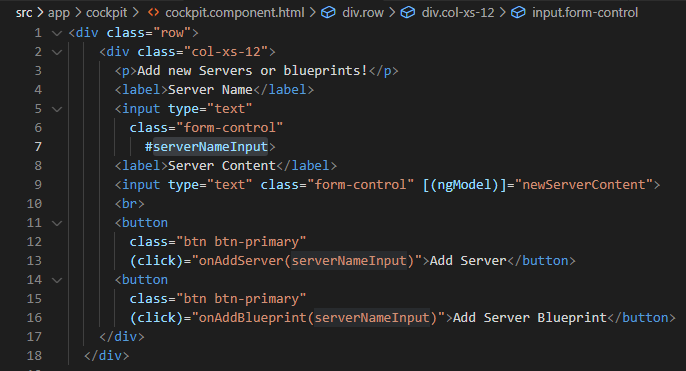 src > app > cockpit > <> cockpit.component.html > div.row > div.col-xs-12 > input.form-control
1 <div class="row">
2 <div class="col-xs-12">
3 <p>Add new Servers or blueprints!</p>
4 <label>Server Name</label>
5 <input type="text"
6 class="form-control"
7 #serverNameInput>
8 <label>Server Content</label>
9 <input type="text" class="form-control" [(ngModel)]="newServerContent">
10 <br>
11 <button
12 class="btn btn-primary"
13 (click)="onAddServer(serverNameInput)">Add Server</button>
14 <button
15 class="btn btn-primary"
16 (click)="onAddBlueprint(serverNameInput)">Add Server Blueprint</button>
17 </div>
18 </div>